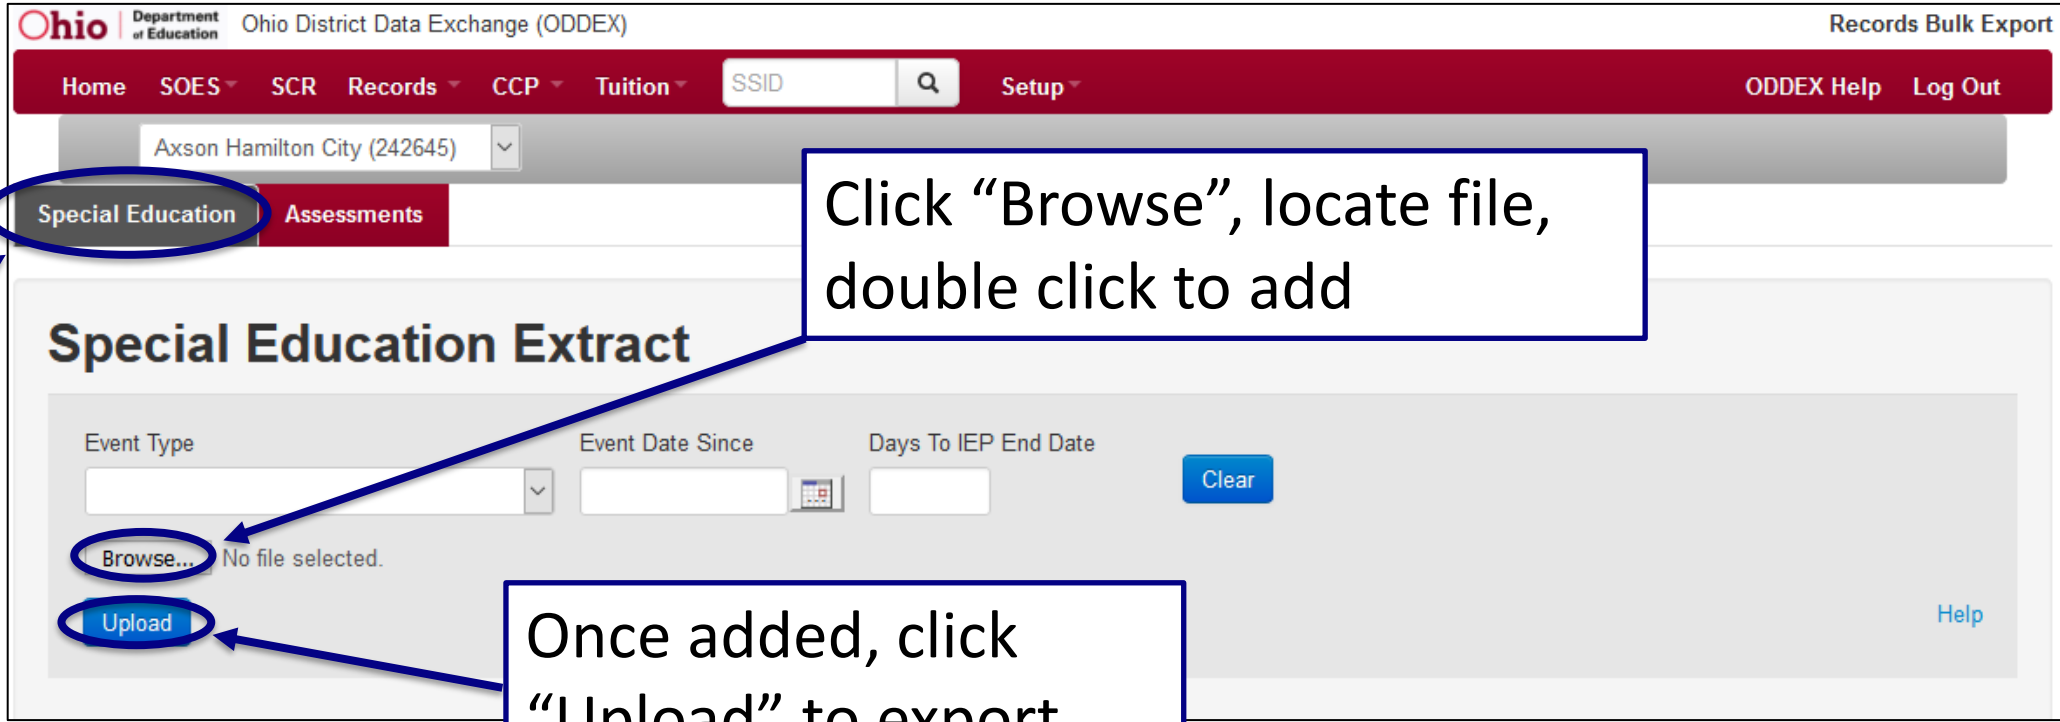 Ohio Department of Education Ohio District Data Exchange (ODDEX) Records Bulk Export
Home SOES SCR Records CCP Tuition SSID Setup ODDEX Help Log Out
Axson Hamilton City (242645)
Special Education Assessments
Click “Browse”, locate file,
double click to add
Special Education Extract
Event Type Event Date Since Days To IEP End Date
Clear
Browse... No file selected.
Upload
Help
Once added, click
“Upload” to export